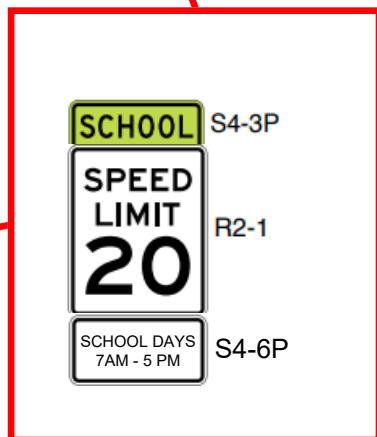 SCHOOL S4-3P
SPEED
LIMIT
20
R2-1
SCHOOL DAYS
7AM - 5 PM
S4-6P